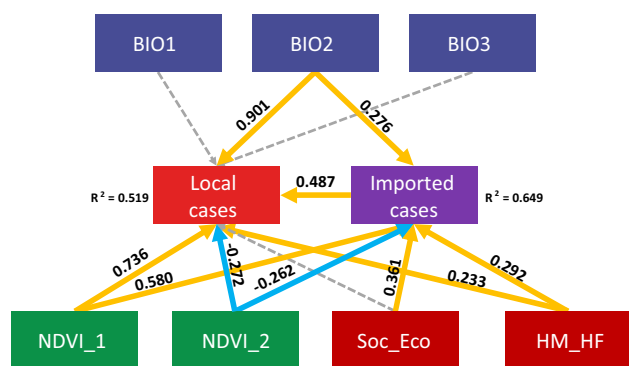 BIO1
BIO2
BIO3
0.901
0.276
Local
cases
0.487
Imported
cases
R² = 0.519
R² = 0.649
0.736
0.580
-0.272
-0.262
0.361
0.233
0.292
NDVI_1
NDVI_2
Soc_Eco
HM_HF